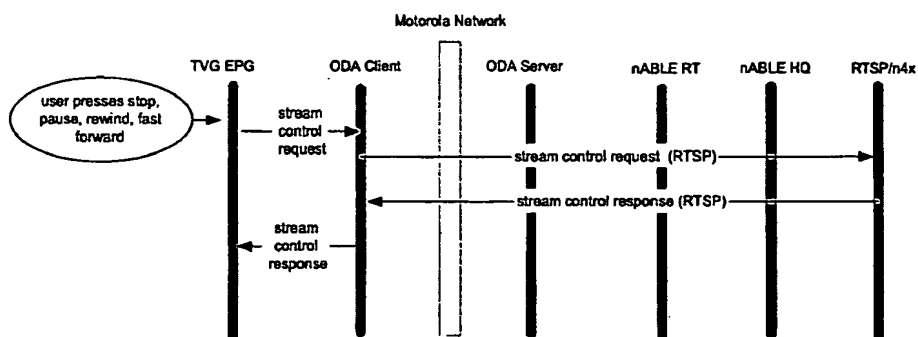 Motorola Network
TVG EPG
ODA Client
ODA Server
nABLE RT
nABLE HQ
RTSP/n4x
user presses stop,
pause, rewind, fast
forward
stream
control
request
stream control request (RTSP)
stream control response (RTSP)
stream
control
response